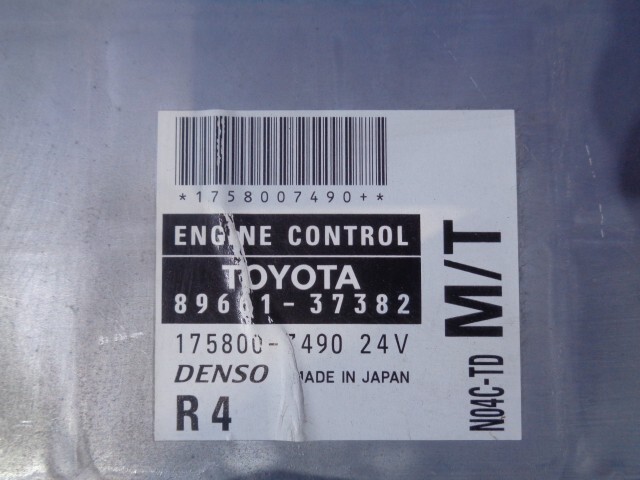 *1758007490+*
ENGINE CONTROL
TOYOTA
89661-37382
175800-7490 24V
DENSO MADE IN JAPAN
R4
N04C-TD M/T